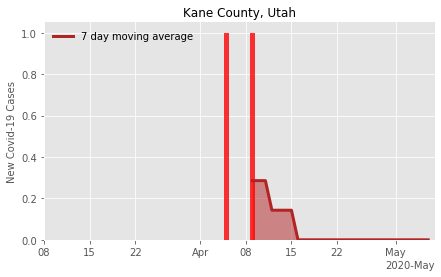 Kane County, Utah
7 day moving average
New Covid-19 Cases
1.0
0.8
0.6
0.4
0.2
0.0
08 15 22 Apr 08 15 22 May
2020-May